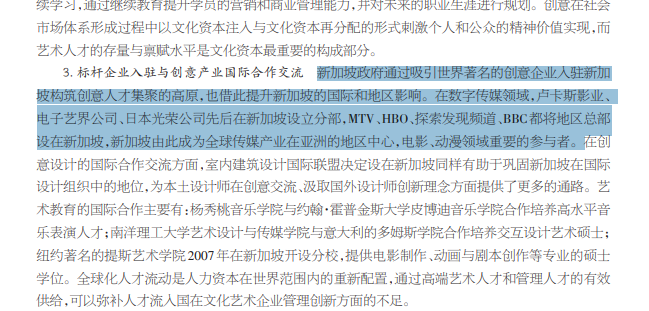 续学习，通过继续教育提升学员的营销和商业管理能力，并对未来的职业生涯进行规划。创意在社会
市场体系形成过程中以文化资本注入与文化资本再分配的形式刺激个人和公众的精神价值实现，而
艺术人才的存量与禀赋水平是文化资本最重要的构成部分。
3. 标杆企业入驻与创意产业国际合作交流　新加坡政府通过吸引世界著名的创意企业入驻新加
坡构筑创意人才集聚的高原，也借此提升新加坡的国际和地区影响。在数字传媒领域，卢卡斯影业、
电子艺界公司、日本光荣公司先后在新加坡设立分部，MTV、HBO、探索发现频道、BBC都将地区总部
设在新加坡，新加坡由此成为全球传媒产业在亚洲的地区中心，电影、动漫领域重要的参与者。在创
意设计的国际合作交流方面，室内建筑设计国际联盟决定设在新加坡同样有助于巩固新加坡在国际
设计组织中的地位，为本土设计师在创意交流、汲取国外设计师创新理念方面提供了更多的通路。艺
术教育的国际合作主要有：杨秀桃音乐学院与约翰·霍普金斯大学皮博迪音乐学院合作培养高水平音
乐表演人才；南洋理工大学艺术设计与传媒学院与意大利的多姆斯学院合作培养交互设计艺术硕士；
纽约著名的提斯艺术学院2007年在新加坡开设分校，提供电影制作、动画与剧本创作等专业的硕士
学位。全球化人才流动是人力资本在世界范围内的重新配置，通过高端艺术人才和管理人才的有效
供给，可以弥补人才流入国在文化艺术企业管理创新方面的不足。